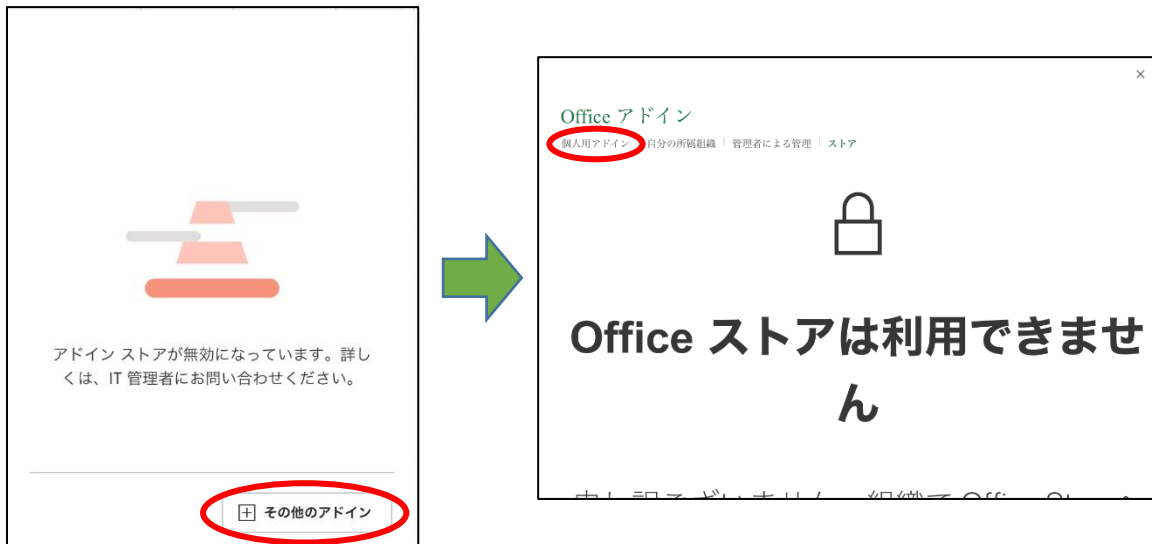 アドイン ストアが無効になっています。詳し
くは、IT 管理者にお問い合わせください。
その他のアドイン
Office アドイン
個人用アドイン | 自分の所属組織 | 管理者による管理 | ストア
Office ストアは利用できませ
ん